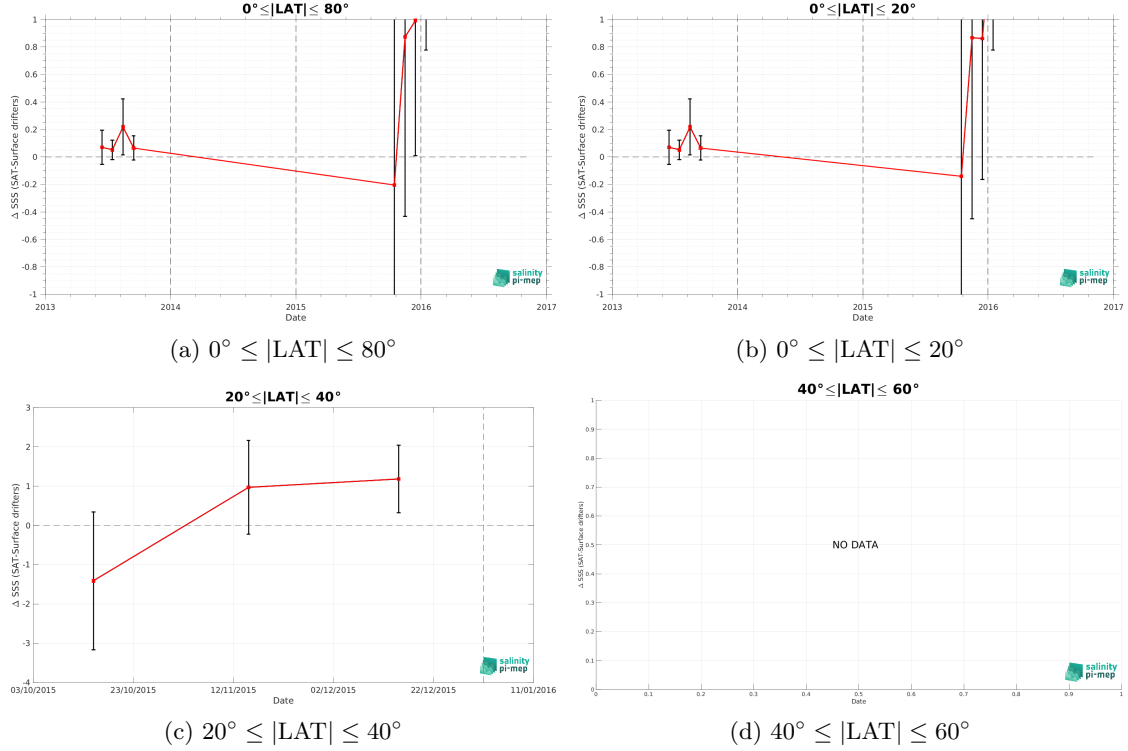 0°≤|LAT|≤ 80°
1
0.8
0.6
0.4
0.2
0
-0.2
-0.4
-0.6
-0.8
-1
Δ SSS (SAT-Surface drifters)
2013
2014
2015
2016
2017
Date
salinity
pi-mep
(a) 0° ≤ |LAT| ≤ 80°
0°≤|LAT|≤ 20°
1
0.8
0.6
0.4
0.2
0
-0.2
-0.4
-0.6
-0.8
-1
Δ SSS (SAT-Surface drifters)
2013
2014
2015
2016
2017
Date
salinity
pi-mep
(b) 0° ≤ |LAT| ≤ 20°
20°≤|LAT|≤ 40°
3
2
1
0
-1
-2
-3
-4
Δ SSS (SAT-Surface drifters)
03/10/2015
23/10/2015
12/11/2015
02/12/2015
22/12/2015
11/01/2016
Date
salinity
pi-mep
(c) 20° ≤ |LAT| ≤ 40°
40°≤|LAT|≤ 60°
1
0.9
0.8
0.7
0.6
0.5
0.4
0.3
0.2
0.1
0
Δ SSS (SAT-Surface drifters)
NO DATA
0
0.1
0.2
0.3
0.4
0.5
0.6
0.7
0.8
0.9
1
Date
salinity
pi-mep
(d) 40° ≤ |LAT| ≤ 60°